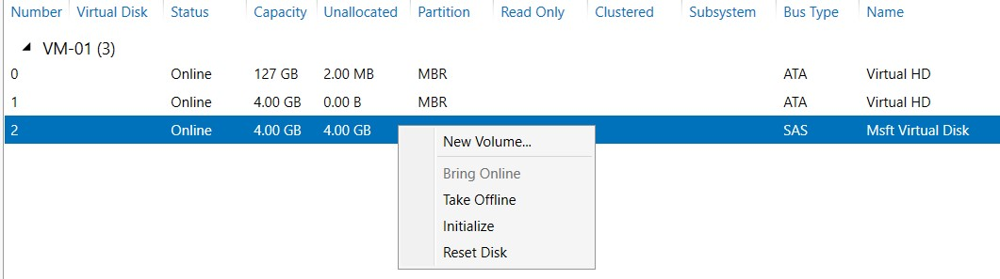 Number Virtual Disk Status Capacity Unallocated Partition Read Only Clustered Subsystem Bus Type Name
VM-01 (3)
0 Online 127 GB 2.00 MB MBR ATA Virtual HD
1 Online 4.00 GB 0.00 B MBR ATA Virtual HD
2 Online 4.00 GB 4.00 GB SAS Msft Virtual Disk
New Volume...
Bring Online
Take Offline
Initialize
Reset Disk